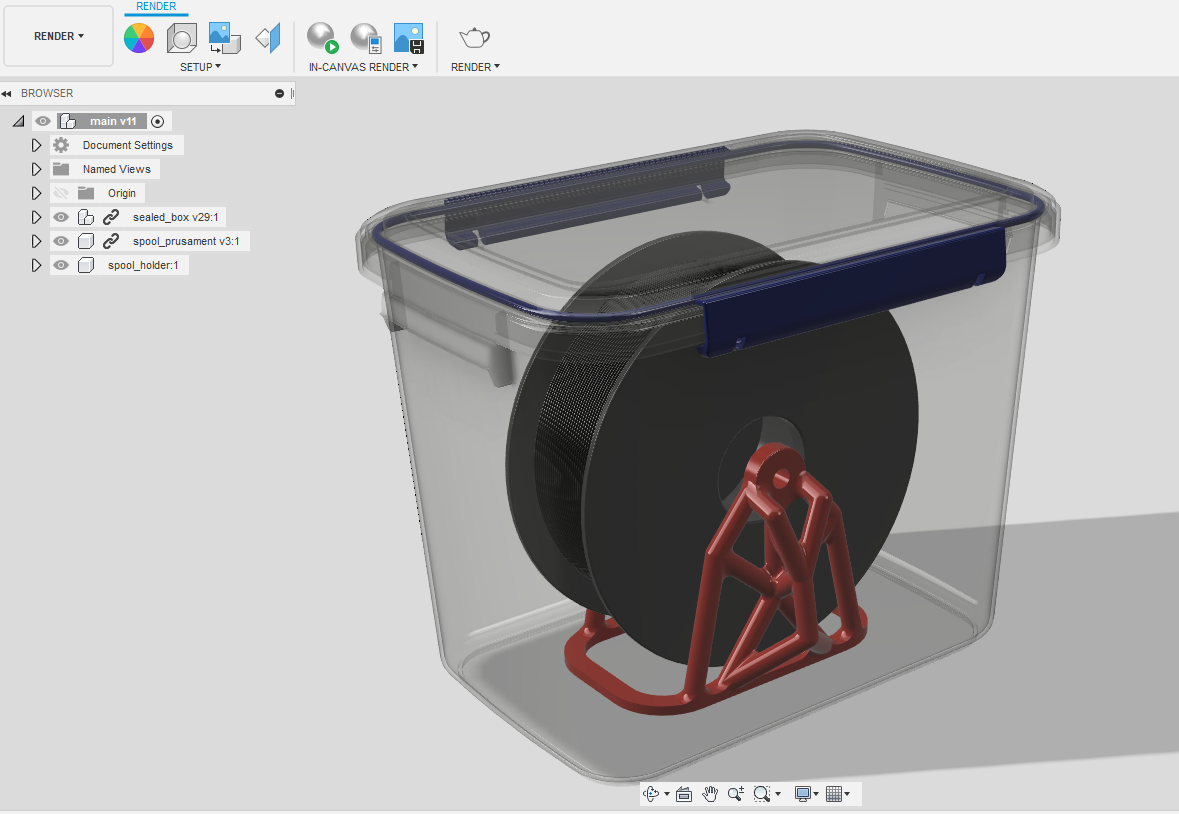 RENDER
RENDER
SETUP
IN-CANVAS RENDER
RENDER
BROWSER
main v11
Document Settings
Named Views
Origin
sealed_box v29:1
spool_prusament v3:1
spool_holder:1